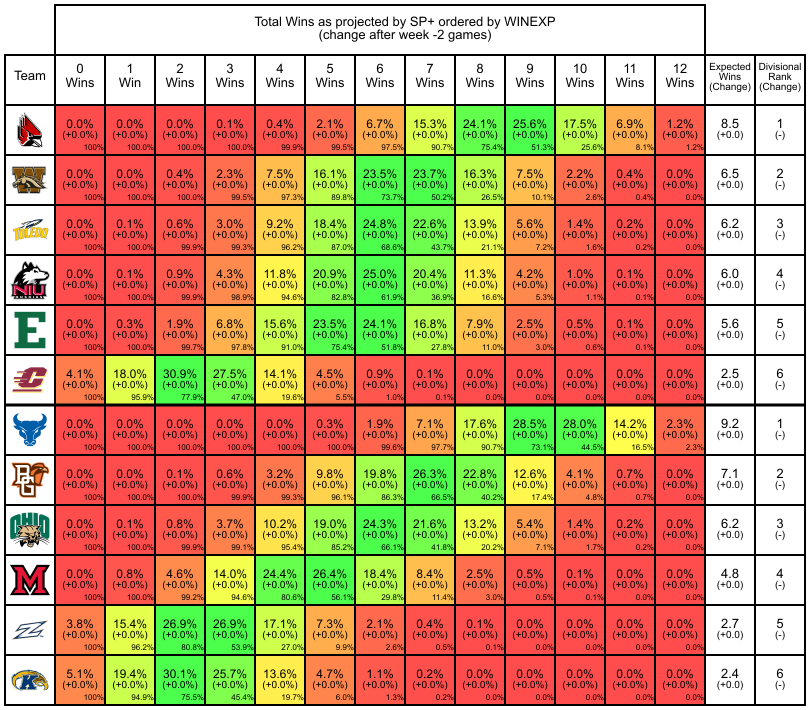 Total Wins as projected by SP+ ordered by WINEXP
(change after week -2 games)
Team
0 Wins
1 Win
2 Wins
3 Wins
4 Wins
5 Wins
6 Wins
7 Wins
8 Wins
9 Wins
10 Wins
11 Wins
12 Wins
Expected Wins (Change)
Divisional Rank (Change)
0.0% 0.0% 0.0% 0.1% 0.4% 2.1% 6.7% 15.3% 24.1% 25.6% 17.5% 6.9% 1.2% 8.5 1
(+0.0%) (+0.0%) (+0.0%) (+0.0%) (+0.0%) (+0.0%) (+0.0%) (+0.0%) (+0.0%) (+0.0%) (+0.0%) (+0.0%) (+0.0%) (+0.0) (-)
100% 100.0% 100.0% 100.0% 99.9% 99.5% 97.5% 90.7% 75.4% 51.3% 25.6% 8.1% 1.2%
W
0.0% 0.0% 0.4% 2.3% 7.5% 16.1% 23.5% 23.7% 16.3% 7.5% 2.2% 0.4% 0.0% 6.5 2
(+0.0%) (+0.0%) (+0.0%) (+0.0%) (+0.0%) (+0.0%) (+0.0%) (+0.0%) (+0.0%) (+0.0%) (+0.0%) (+0.0%) (+0.0%) (+0.0) (-)
100% 100.0% 100.0% 99.5% 97.3% 89.8% 73.7% 50.2% 26.5% 10.1% 2.6% 0.4% 0.0%
TOLEDO
0.0% 0.1% 0.6% 3.0% 9.2% 18.4% 24.8% 22.6% 13.9% 5.6% 1.4% 0.2% 0.0% 6.2 3
(+0.0%) (+0.0%) (+0.0%) (+0.0%) (+0.0%) (+0.0%) (+0.0%) (+0.0%) (+0.0%) (+0.0%) (+0.0%) (+0.0%) (+0.0%) (+0.0) (-)
100% 100.0% 99.9% 99.3% 96.2% 87.0% 68.6% 43.7% 21.1% 7.2% 1.6% 0.2% 0.0%
NIU
0.0% 0.1% 0.9% 4.3% 11.8% 20.9% 25.0% 20.4% 11.3% 4.2% 1.0% 0.1% 0.0% 6.0 4
(+0.0%) (+0.0%) (+0.0%) (+0.0%) (+0.0%) (+0.0%) (+0.0%) (+0.0%) (+0.0%) (+0.0%) (+0.0%) (+0.0%) (+0.0%) (+0.0) (-)
100% 100.0% 99.9% 98.9% 94.6% 82.8% 61.9% 36.9% 16.6% 5.3% 1.1% 0.1% 0.0%
E
0.0% 0.3% 1.9% 6.8% 15.6% 23.5% 24.1% 16.8% 7.9% 2.5% 0.5% 0.1% 0.0% 5.6 5
(+0.0%) (+0.0%) (+0.0%) (+0.0%) (+0.0%) (+0.0%) (+0.0%) (+0.0%) (+0.0%) (+0.0%) (+0.0%) (+0.0%) (+0.0%) (+0.0) (-)
100% 100.0% 99.7% 97.8% 91.0% 75.4% 51.8% 27.8% 11.0% 3.0% 0.6% 0.1% 0.0%
C
4.1% 18.0% 30.9% 27.5% 14.1% 4.5% 0.9% 0.1% 0.0% 0.0% 0.0% 0.0% 0.0% 2.5 6
(+0.0%) (+0.0%) (+0.0%) (+0.0%) (+0.0%) (+0.0%) (+0.0%) (+0.0%) (+0.0%) (+0.0%) (+0.0%) (+0.0%) (+0.0%) (+0.0) (-)
100% 95.9% 77.9% 47.0% 19.6% 5.5% 1.0% 0.1% 0.0% 0.0% 0.0% 0.0% 0.0%
0.0% 0.0% 0.0% 0.0% 0.0% 0.3% 1.9% 7.1% 17.6% 28.5% 28.0% 14.2% 2.3% 9.2 1
(+0.0%) (+0.0%) (+0.0%) (+0.0%) (+0.0%) (+0.0%) (+0.0%) (+0.0%) (+0.0%) (+0.0%) (+0.0%) (+0.0%) (+0.0%) (+0.0) (-)
100% 100.0% 100.0% 100.0% 100.0% 100.0% 99.6% 97.7% 90.7% 73.1% 44.5% 16.5% 2.3%
BG
0.0% 0.0% 0.1% 0.6% 3.2% 9.8% 19.8% 26.3% 22.8% 12.6% 4.1% 0.7% 0.0% 7.1 2
(+0.0%) (+0.0%) (+0.0%) (+0.0%) (+0.0%) (+0.0%) (+0.0%) (+0.0%) (+0.0%) (+0.0%) (+0.0%) (+0.0%) (+0.0%) (+0.0) (-)
100% 100.0% 100.0% 99.9% 99.3% 96.1% 86.3% 66.5% 40.2% 17.4% 4.8% 0.7% 0.0%
OHIO
0.0% 0.1% 0.8% 3.7% 10.2% 19.0% 24.3% 21.6% 13.2% 5.4% 1.4% 0.2% 0.0% 6.2 3
(+0.0%) (+0.0%) (+0.0%) (+0.0%) (+0.0%) (+0.0%) (+0.0%) (+0.0%) (+0.0%) (+0.0%) (+0.0%) (+0.0%) (+0.0%) (+0.0) (-)
100% 100.0% 99.9% 99.1% 95.4% 85.2% 66.1% 41.8% 20.2% 7.1% 1.7% 0.2% 0.0%
M
0.0% 0.8% 4.6% 14.0% 24.4% 26.4% 18.4% 8.4% 2.5% 0.5% 0.1% 0.0% 0.0% 4.8 4
(+0.0%) (+0.0%) (+0.0%) (+0.0%) (+0.0%) (+0.0%) (+0.0%) (+0.0%) (+0.0%) (+0.0%) (+0.0%) (+0.0%) (+0.0%) (+0.0) (-)
100% 100.0% 99.2% 94.6% 80.6% 56.1% 29.8% 11.4% 3.0% 0.5% 0.1% 0.0% 0.0%
Z
3.8% 15.4% 26.9% 26.9% 17.1% 7.3% 2.1% 0.4% 0.1% 0.0% 0.0% 0.0% 0.0% 2.7 5
(+0.0%) (+0.0%) (+0.0%) (+0.0%) (+0.0%) (+0.0%) (+0.0%) (+0.0%) (+0.0%) (+0.0%) (+0.0%) (+0.0%) (+0.0%) (+0.0) (-)
100% 96.2% 80.8% 53.9% 27.0% 9.9% 2.6% 0.5% 0.1% 0.0% 0.0% 0.0% 0.0%
K
5.1% 19.4% 30.1% 25.7% 13.6% 4.7% 1.1% 0.2% 0.0% 0.0% 0.0% 0.0% 0.0% 2.4 6
(+0.0%) (+0.0%) (+0.0%) (+0.0%) (+0.0%) (+0.0%) (+0.0%) (+0.0%) (+0.0%) (+0.0%) (+0.0%) (+0.0%) (+0.0%) (+0.0) (-)
100% 94.9% 75.5% 45.4% 19.7% 6.0% 1.3% 0.2% 0.0% 0.0% 0.0% 0.0% 0.0%